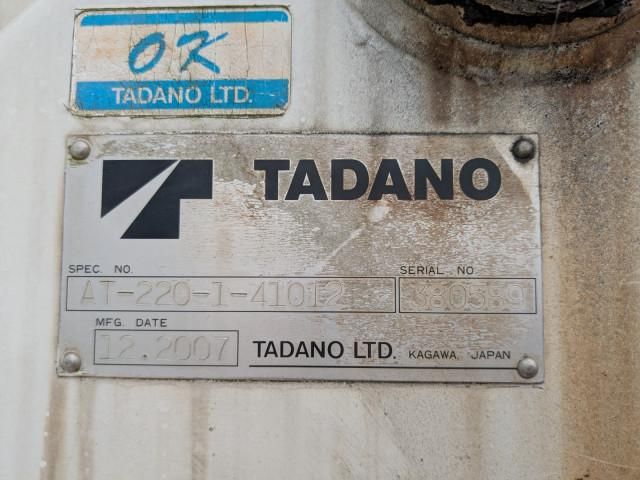 OK
TADANO LTD.
TADANO
SPEC. NO. SERIAL NO
AT-220-1-41012 380389
MFG. DATE
12.2007 TADANO LTD. KAGAWA, JAPAN